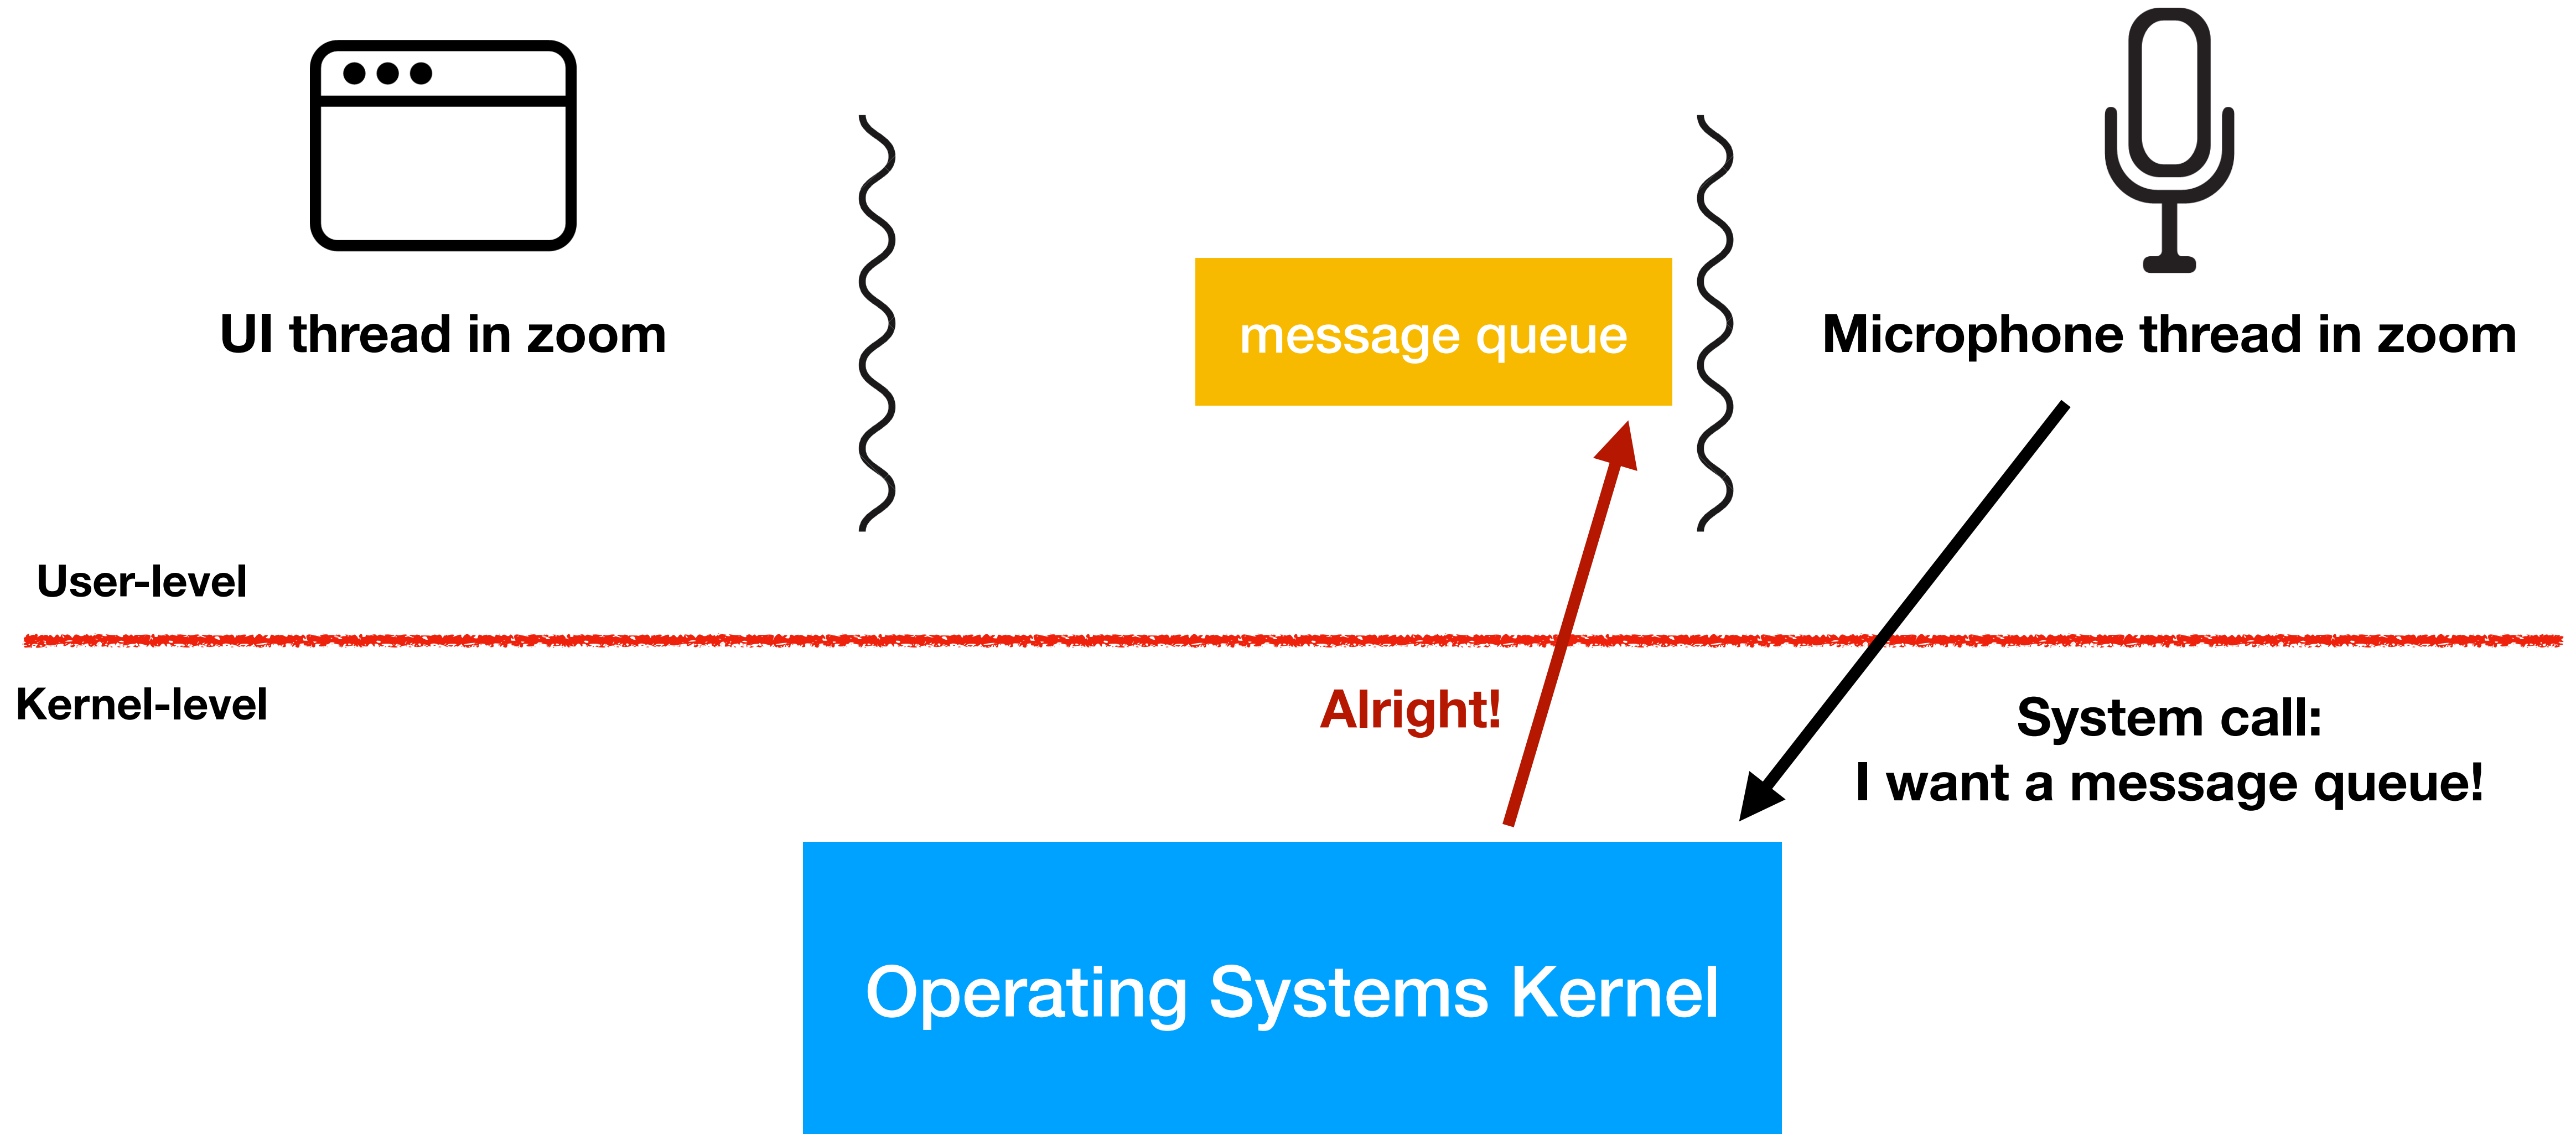 UI thread in zoom
message queue
Microphone thread in zoom
User-level
Kernel-level
Alright!
System call:
I want a message queue!
Operating Systems Kernel